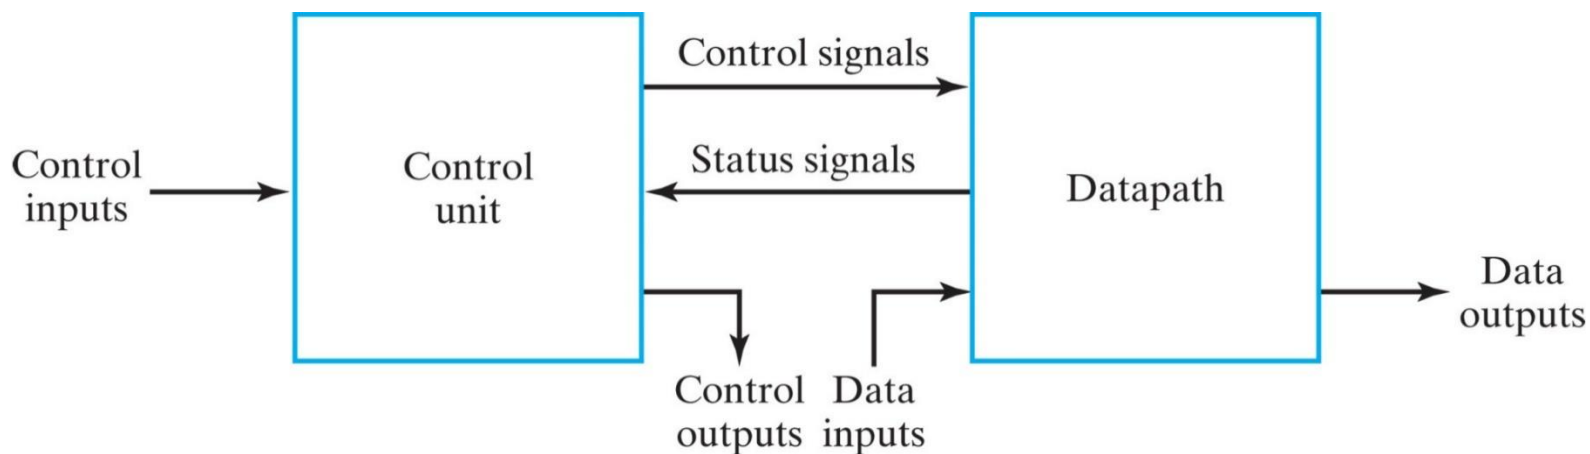 Control signals
Status signals
Control
inputs
Control
unit
Datapath
Data
outputs
Control
outputs
Data
inputs